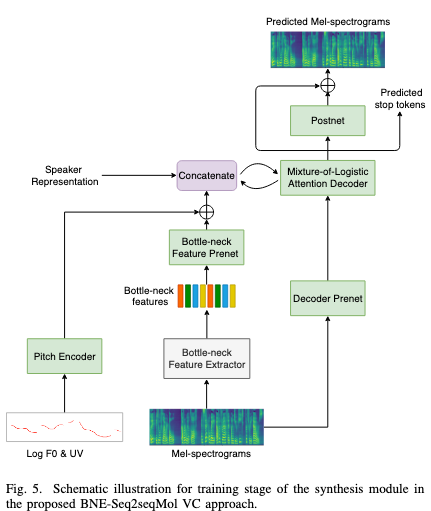 Predicted Mel-spectrograms
Predicted
stop tokens
Postnet
Speaker
Representation
Concatenate
Mixture-of-Logistic
Attention Decoder
Bottle-neck
Feature Prenet
Bottle-neck
features
Decoder Prenet
Pitch Encoder
Bottle-neck
Feature Extractor
Log F0 & UV
Mel-spectrograms
Fig. 5. Schematic illustration for training stage of the synthesis module in
the proposed BNE-Seq2seqMol VC approach.